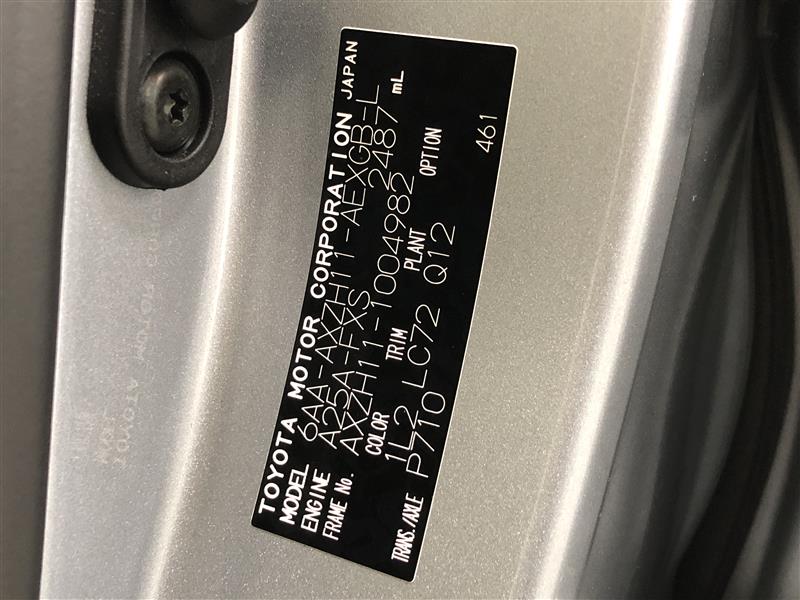 TOYOTA MOTOR CORPORATION JAPAN
MODEL 6AA-AXZH11-AEXGB-L
ENGINE A25A-FXS 2487 mL
FRAME No. AXZH11-1004982
COLOR TRIM PLANT OPTION
1L2 LC72 Q12
TRANS./AXLE P710
461